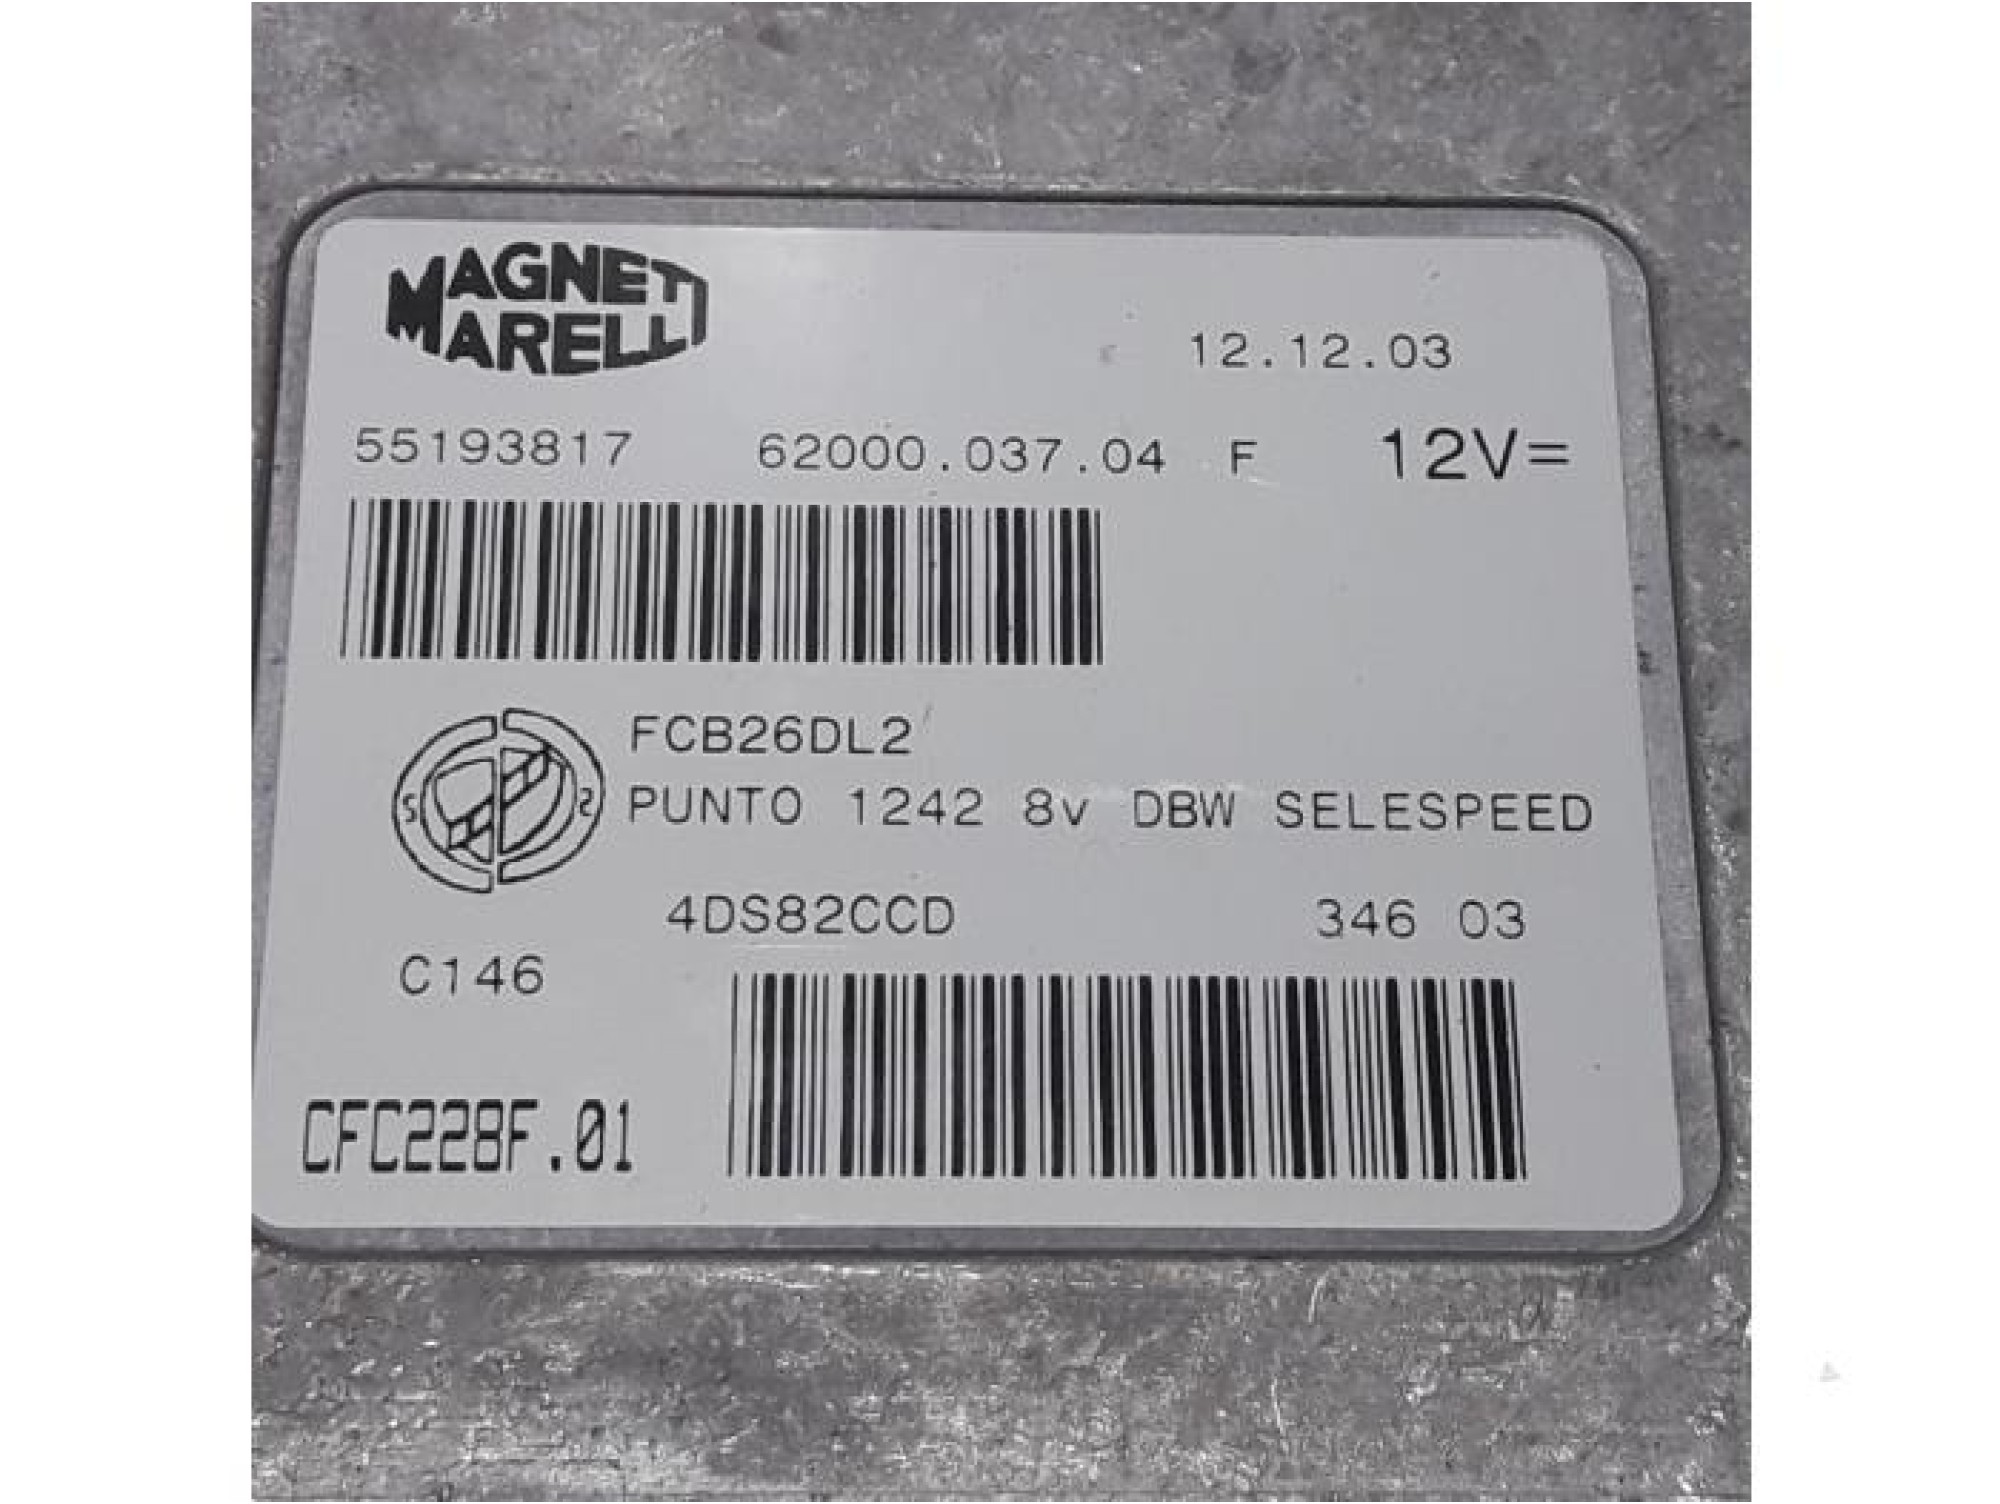 MAGNETI
MARELLI
12.12.03
55193817 62000.037.04 F 12V=
FCB26DL2
PUNTO 1242 8v DBW SELESPEED
4DS82CCD 346 03
C146
CFC228F.01